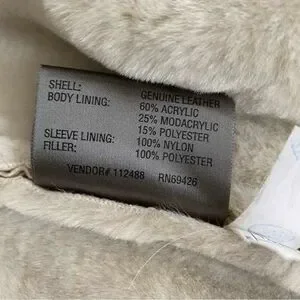 SHELL: GENUINE LEATHER
BODY LINING: 60% ACRYLIC
25% MODACRYLIC
15% POLYESTER
SLEEVE LINING: 100% NYLON
FILLER: 100% POLYESTER
VENDOR# 112488 RN69426